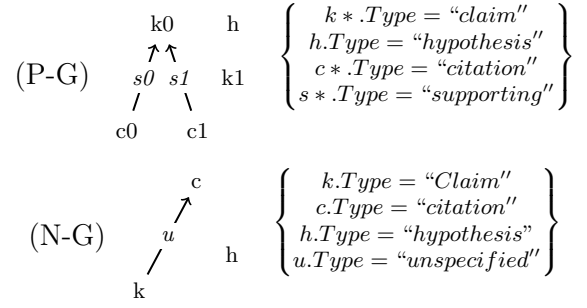 k0 h
k∗.Type = “claim″
h.Type = “hypothesis″
(P-G) s0 s1 k1
c∗.Type = “citation″
s∗.Type = “supporting″
c0 c1
c
k.Type = “Claim″
c.Type = “citation″
(N-G) u h
h.Type = “hypothesis”
u.Type = “unspecified″
k